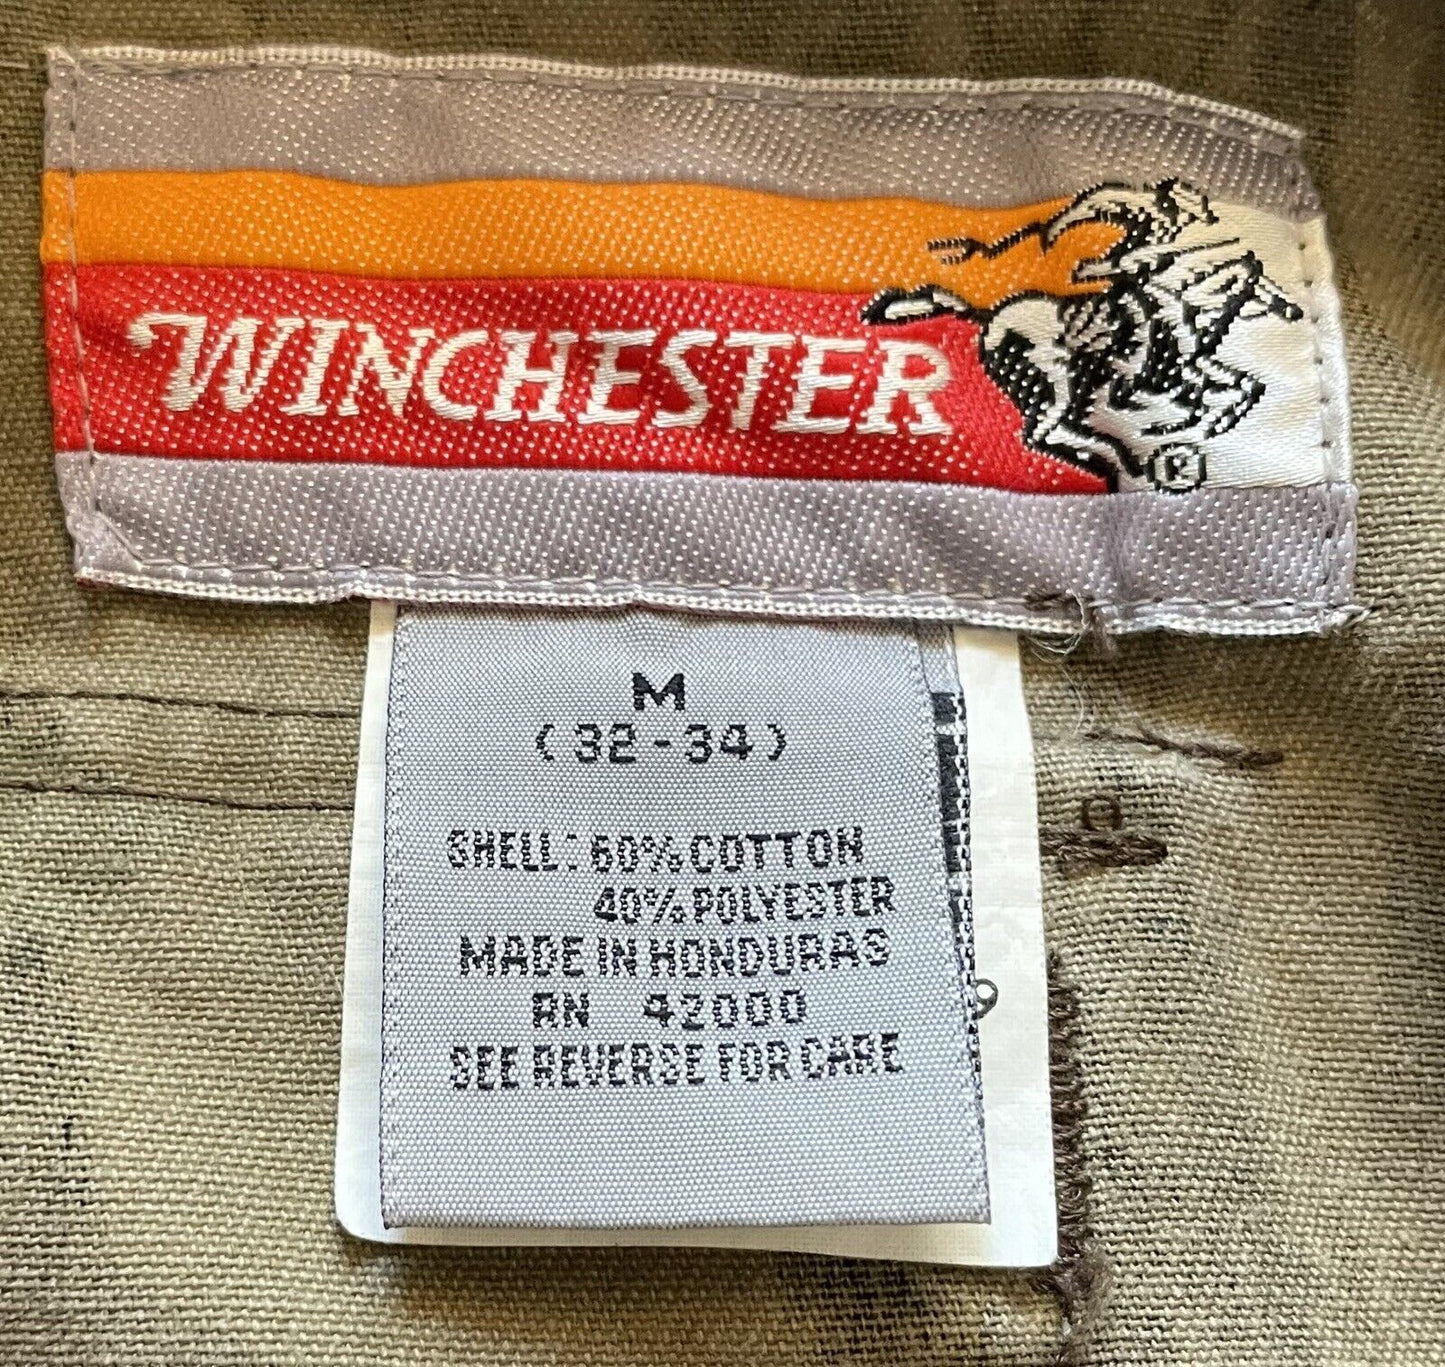 WINCHESTER
®
M
(32-34)
SHELL: 60% COTTON
40% POLYESTER
MADE IN HONDURAS
RN 42000
SEE REVERSE FOR CARE